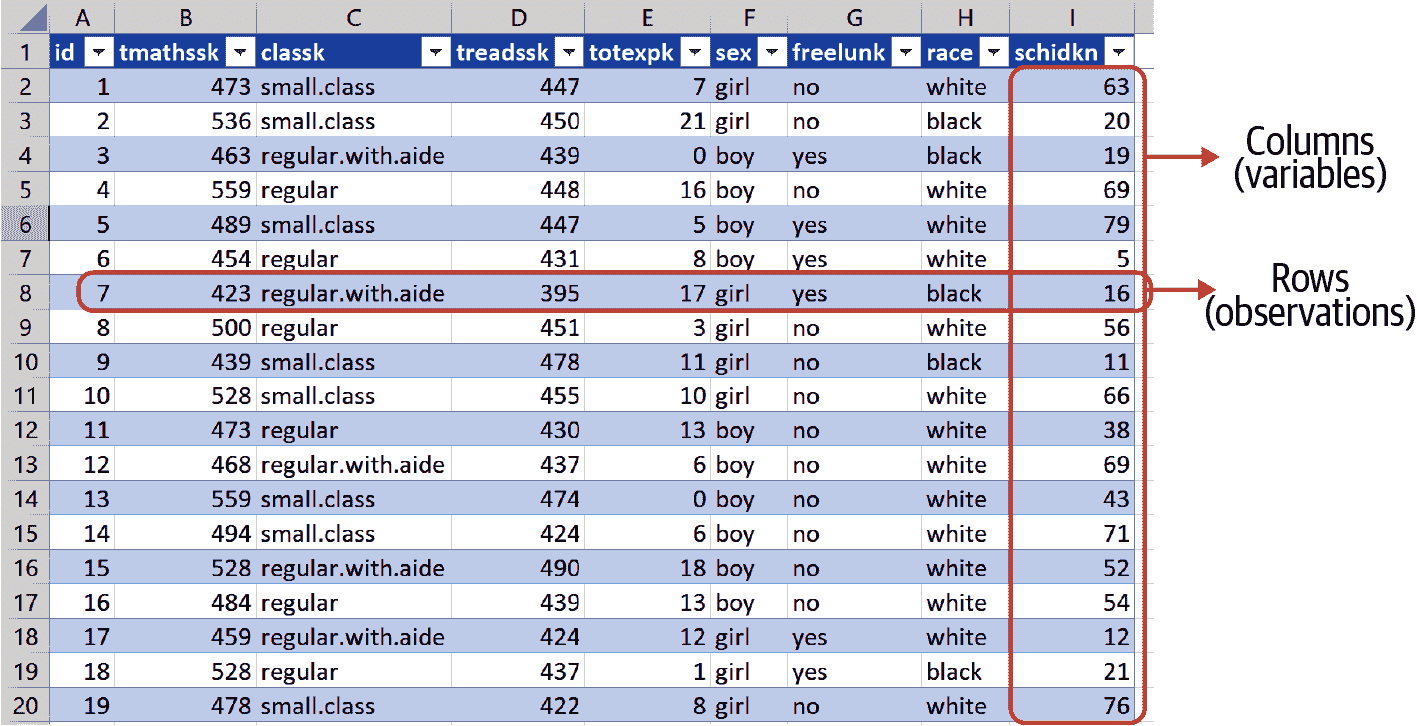 A B C D E F G H I
1 id tmathssk classk treadssk totexpk sex freelunk race schidkn
2 1 473 small.class 447 7 girl no white 63
3 2 536 small.class 450 21 girl no black 20
4 3 463 regular.with.aide 439 0 boy yes black 19
5 4 559 regular 448 16 boy no white 69
6 5 489 small.class 447 5 boy yes white 79
7 6 454 regular 431 8 boy yes white 5
8 7 423 regular.with.aide 395 17 girl yes black 16
9 8 500 regular 451 3 girl no white 56
10 9 439 small.class 478 11 girl no black 11
11 10 528 small.class 455 10 girl no white 66
12 11 473 regular 430 13 boy no white 38
13 12 468 regular.with.aide 437 6 boy no white 69
14 13 559 small.class 474 0 boy no white 43
15 14 494 small.class 424 6 boy no white 71
16 15 528 regular.with.aide 490 18 boy no white 52
17 16 484 regular 439 13 boy no white 54
18 17 459 regular.with.aide 424 12 girl yes white 12
19 18 528 regular 437 1 girl yes black 21
20 19 478 small.class 422 8 girl no white 76
Columns
(variables)
Rows
(observations)